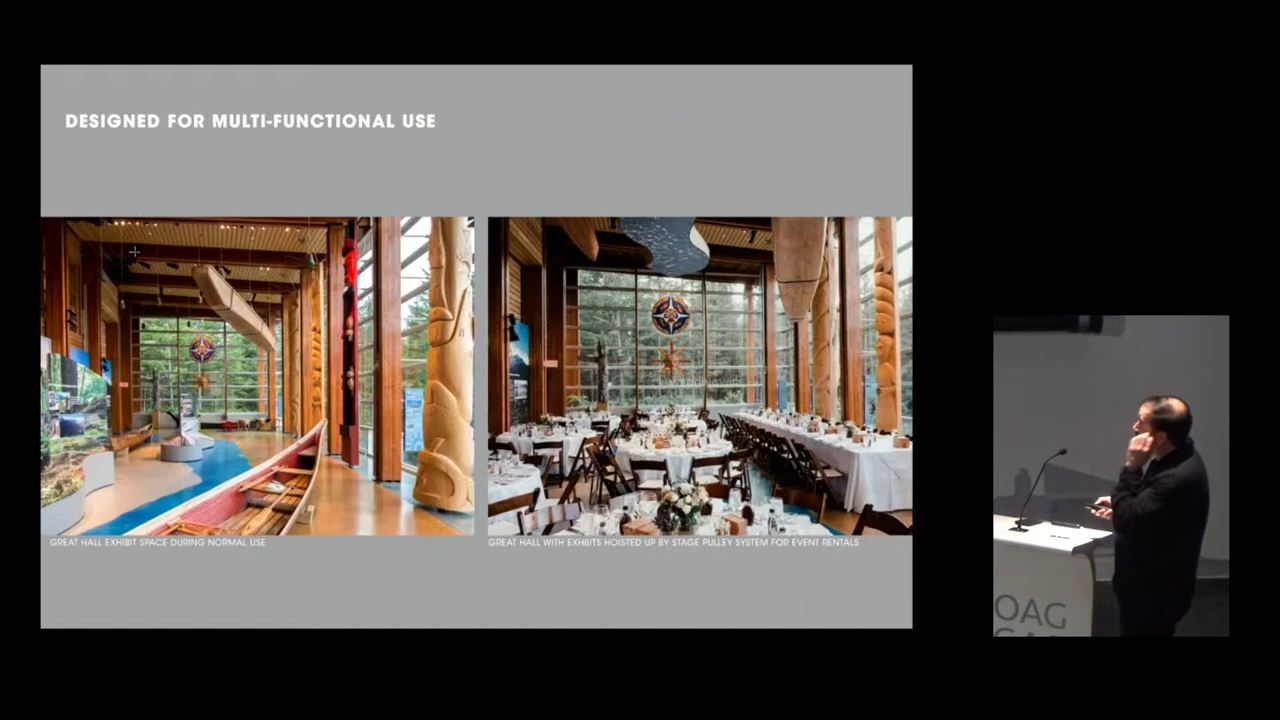 DESIGNED FOR MULTI-FUNCTIONAL USE
GREAT HALL EXHIBIT SPACE DURING NORMAL USE
GREAT HALL WITH EXHBITS HOISTED UP BY STAGE PULLEY SYSTEM FOR EVENT RENTALS
OAG